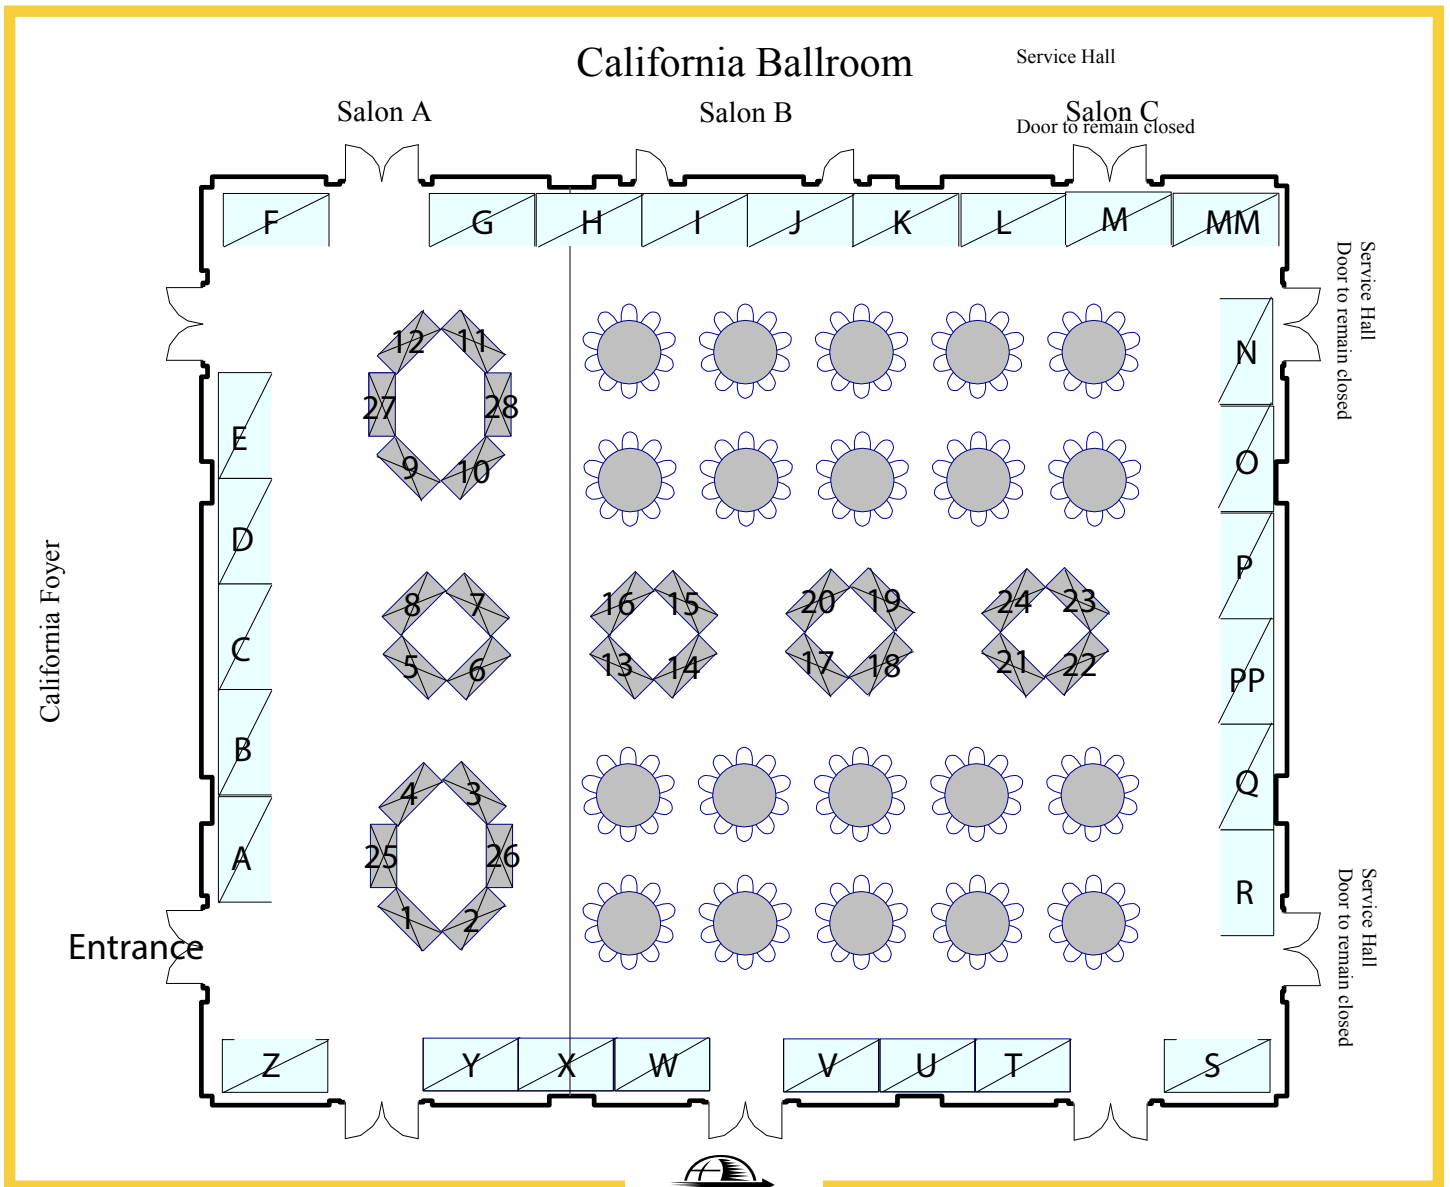 California Ballroom
Service Hall
Salon A
Salon B
Salon C
Door to remain closed
F
G
H
I
J
K
L
M
MM
Service Hall
Door to remain closed
12
11
27
28
9
10
N
E
O
D
P
8
7
16
15
20
19
24
23
California Foyer
C
5
6
13
14
17
18
21
22
PP
B
Q
4
3
A
25
26
R
1
2
Entrance
Service Hall
Door to remain closed
Z
Y
X
W
V
U
T
S